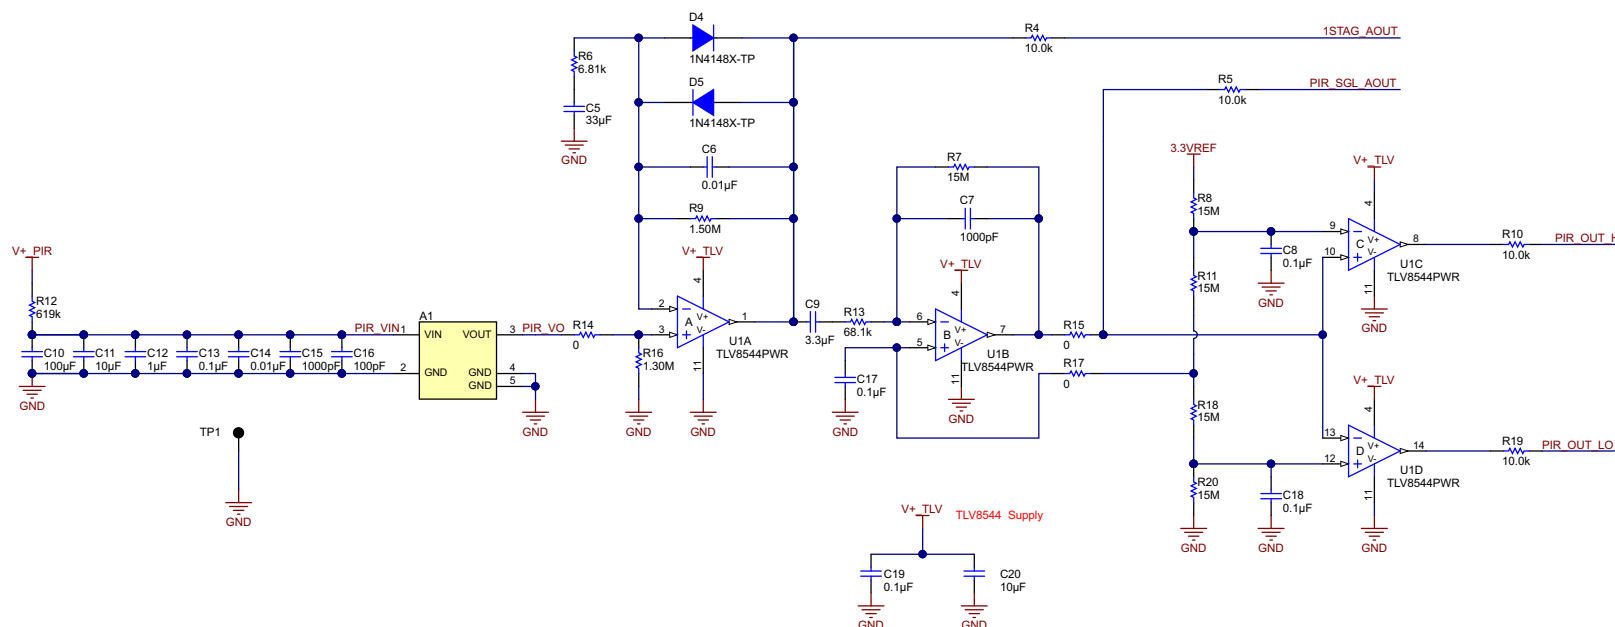 D4
1N4148X-TP
R6
6.81k
C5
33µF
GND
D5
1N4148X-TP
C6
0.01µF
R9
1.50M
R4
10.0k
1STAG_AOUT
R5
10.0k
PIR_SGL_AOUT
V+_PIR
R12
619k
C10
100µF
C11
10µF
C12
1µF
C13
0.1µF
C14
0.01µF
C15
1000pF
C16
100pF
GND
PIR_VIN
1
2
A1
VIN
VOUT
GND
GND
GND
3
4
5
PIR_VO
GND
R14
0
R16
1.30M
GND
V+_TLV
4
2
3
A
V+
V-
1
11
U1A
TLV8544PWR
GND
C9
3.3µF
R13
68.1k
R7
15M
C7
1000pF
V+_TLV
4
6
5
B
V+
V-
7
11
U1B
TLV8544PWR
GND
C17
0.1µF
GND
R15
0
R17
0
3.3VREF
R8
15M
R11
15M
R18
15M
R20
15M
GND
C8
0.1µF
GND
C18
0.1µF
GND
V+_TLV
4
9
10
C
V+
V-
8
11
U1C
TLV8544PWR
GND
R10
10.0k
PIR_OUT_H
V+_TLV
4
13
12
D
V+
V-
14
11
U1D
TLV8544PWR
GND
R19
10.0k
PIR_OUT_LO
TP1
GND
V+_TLV
TLV8544 Supply
C19
0.1µF
GND
C20
10µF
GND